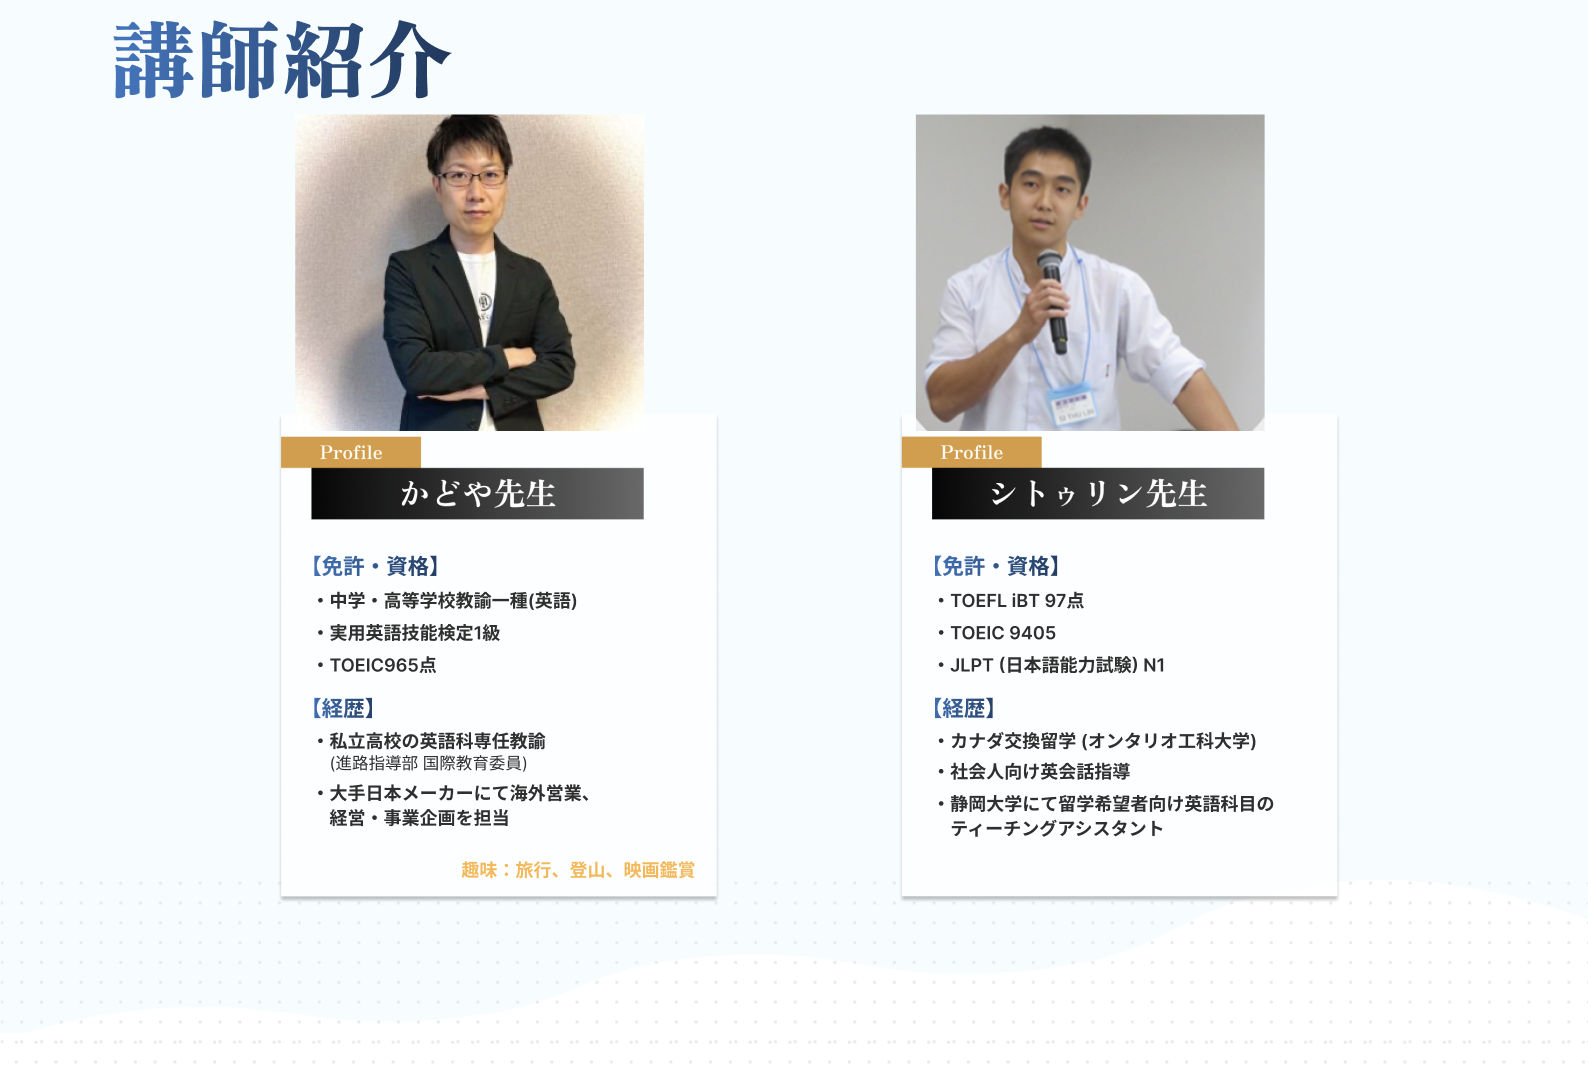 講師紹介
Profile
かどや先生
【免許・資格】
・中学・高等学校教諭一種(英語)
・実用英語技能検定1級
・TOEIC965点
【経歴】
・私立高校の英語科専任教諭
(進路指導部 国際教育委員)
・大手日本メーカーにて海外営業、
経営・事業企画を担当
趣味：旅行、登山、映画鑑賞
SI THU LIN
Profile
シトゥリン先生
【免許・資格】
・TOEFL iBT 97点
・TOEIC 9405
・JLPT (日本語能力試験) N1
【経歴】
・カナダ交換留学 (オンタリオ工科大学)
・社会人向け英会話指導
・静岡大学にて留学希望者向け英語科目の
ティーチングアシスタント